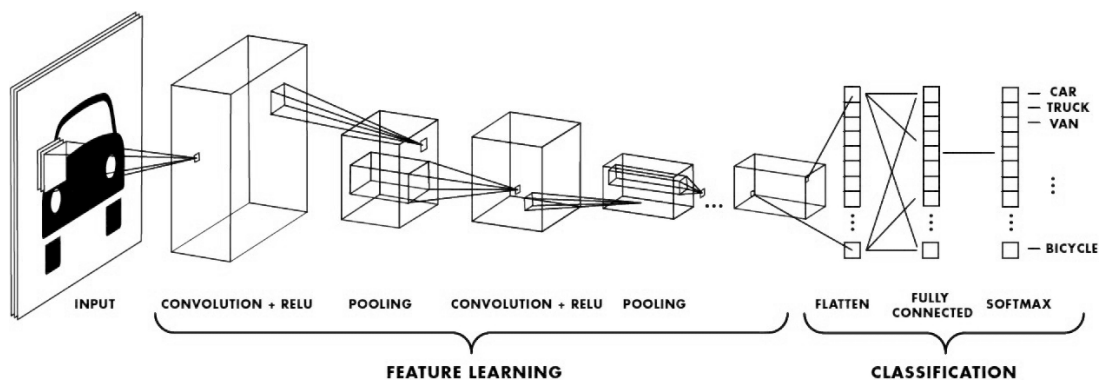 CAR
TRUCK
VAN
BICYCLE
INPUT
CONVOLUTION + RELU
POOLING
CONVOLUTION + RELU
POOLING
FLATTEN
FULLY
CONNECTED
SOFTMAX
FEATURE LEARNING
CLASSIFICATION